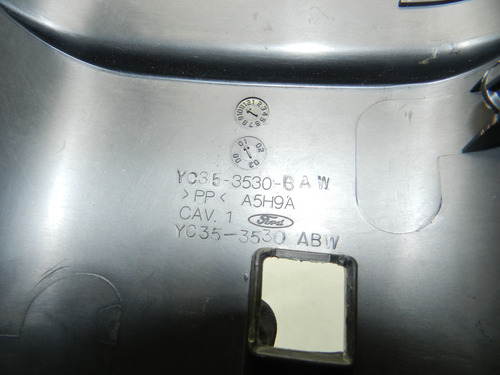 YC35-3530-BAW
>PP< A5H9A
CAV. 1 Ford
YC35-3530 ABW